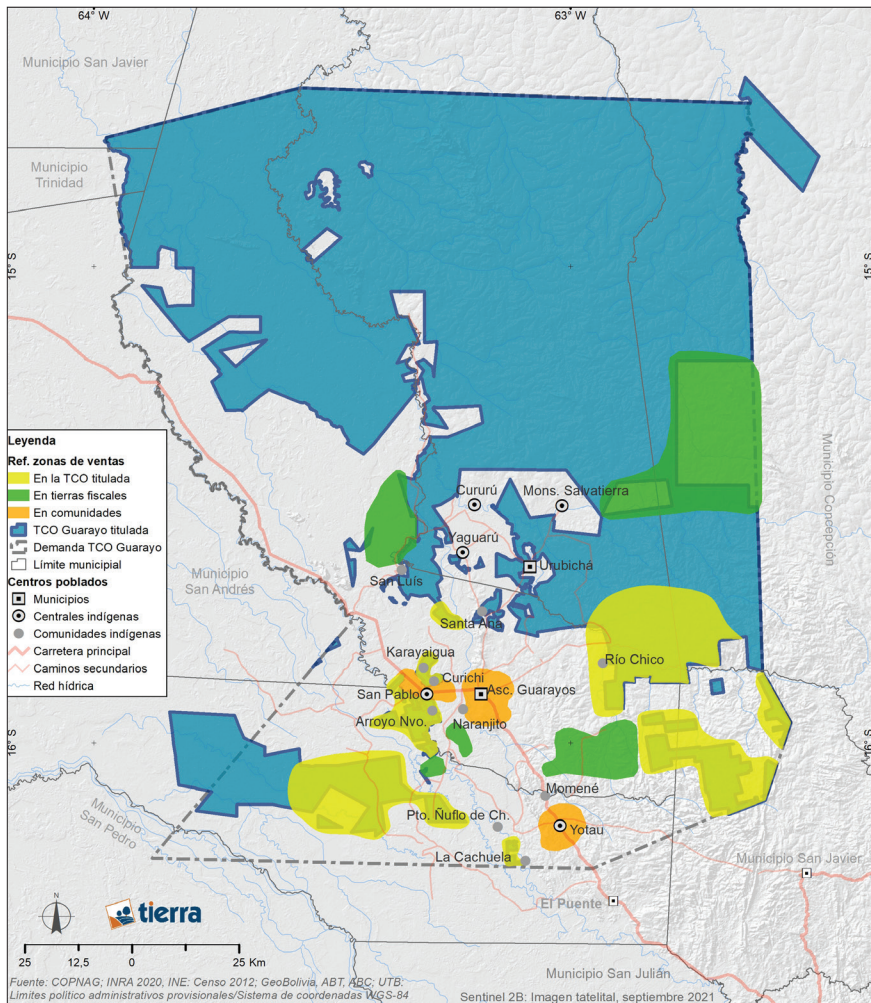 64° W
63° W
Municipio San Javier
Municipio
Trinidad
15° S
15° S
Leyenda
Ref. zonas de ventas
En la TCO titulada
En tierras fiscales
En comunidades
TCO Guarayo titulada
Demanda TCO Guarayo
Límite municipal
Centros poblados
Municipios
Centrales indígenas
Comunidades indígenas
Carretera principal
Caminos secundarios
Red hídrica
Municipio Concepción
Cururú
Mons. Salvatierra
Yaguarú
Urubichá
San Luís
Municipio
San Andrés
Santa Ana
Karayaigua
Río Chico
Curichi
San Pablo
Asc. Guarayos
Arroyo Nvo.
Naranjito
16° S
16° S
Momené
Municipio
San Pedro
Pto. Ñuflo de Ch.
Yotau
La Cachuela
Municipio San Javier
El Puente
N
tierra
25 12,5 0 25 Km
Municipio San Julián
Fuente: COPNAG; INRA 2020, INE: Censo 2012; GeoBolivia, ABT, ABC; UTB.
Límites político administrativos provisionales/Sistema de coordenadas WGS-84
Sentinel 2B: Imagen tatelital, septiembre 2021